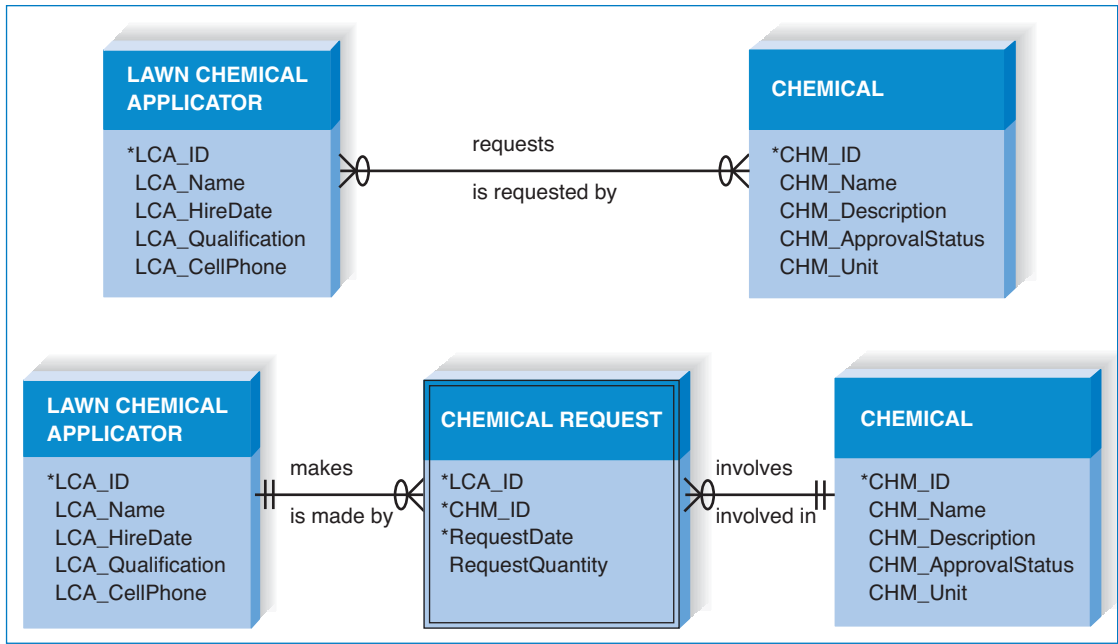 LAWN CHEMICAL
APPLICATOR
*LCA_ID
LCA_Name
LCA_HireDate
LCA_Qualification
LCA_CellPhone
requests
is requested by
CHEMICAL
*CHM_ID
CHM_Name
CHM_Description
CHM_ApprovalStatus
CHM_Unit
LAWN CHEMICAL
APPLICATOR
*LCA_ID
LCA_Name
LCA_HireDate
LCA_Qualification
LCA_CellPhone
makes
is made by
CHEMICAL REQUEST
*LCA_ID
*CHM_ID
*RequestDate
RequestQuantity
involves
involved in
CHEMICAL
*CHM_ID
CHM_Name
CHM_Description
CHM_ApprovalStatus
CHM_Unit